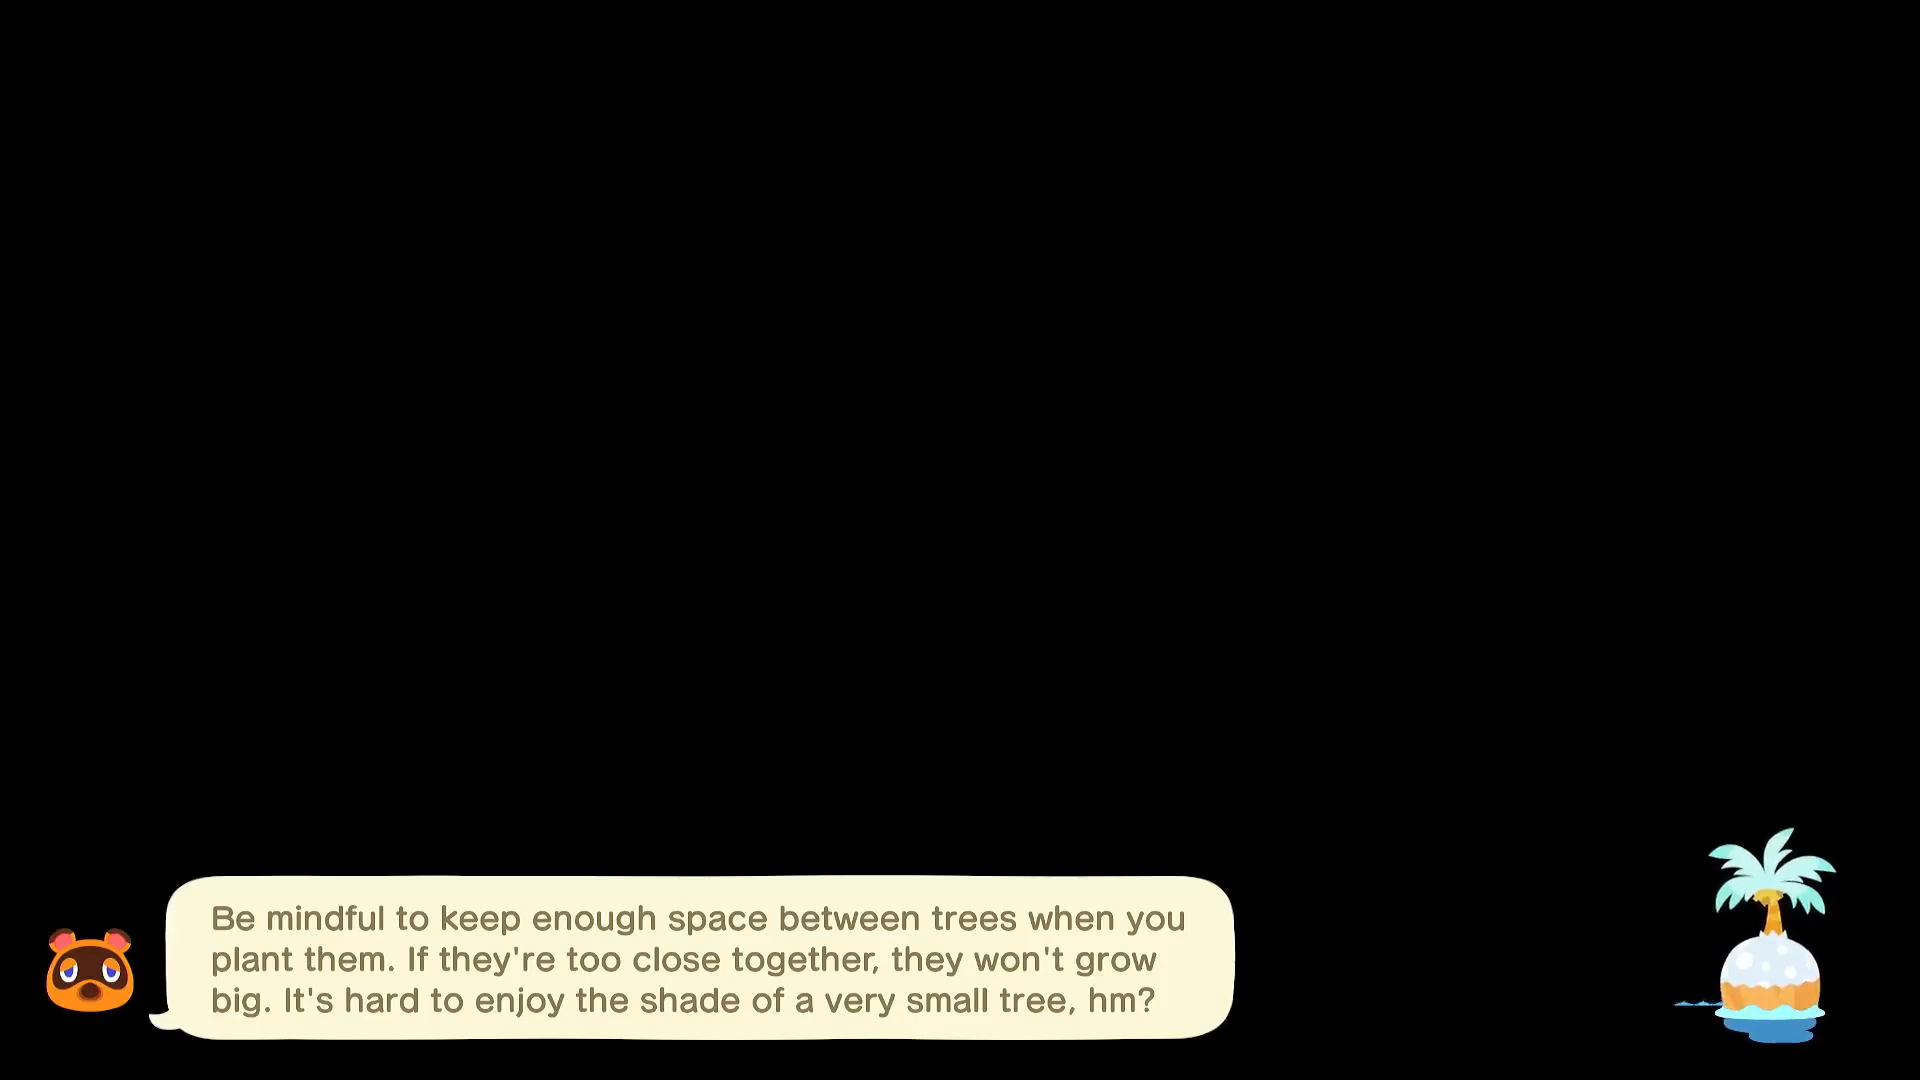 Be mindful to keep enough space between trees when you
plant them. If they're too close together, they won't grow
big. It's hard to enjoy the shade of a very small tree, hm?